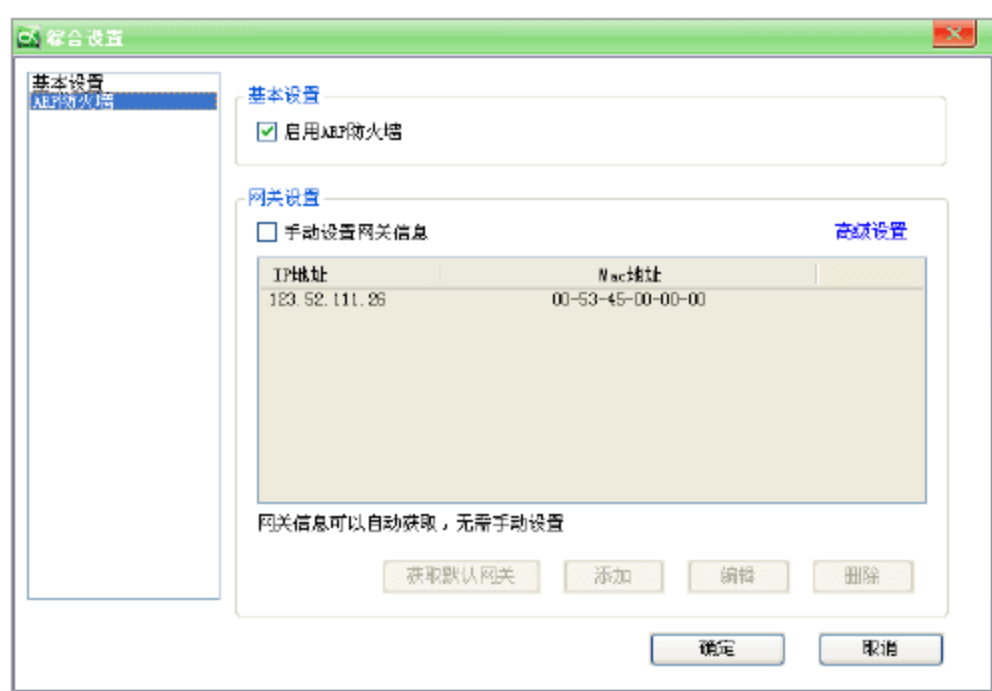 综合设置
基本设置
ARP防火墙
基本设置
启用ARP防火墙
网关设置
手动设置网关信息 高级设置
IP地址 Mac地址
123.52.111.26 00-53-45-00-00-00
网关信息可以自动获取，无需手动设置
获取默认网关 添加 编辑 删除
确定 取消